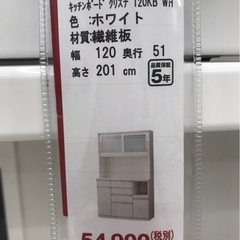 キッチンボード クリスナ 120KB WH
色 :ホワイト
材質:繊維板
幅 120 奥行 51
高さ 201 cm
品質保証
5年
54,900(税別)